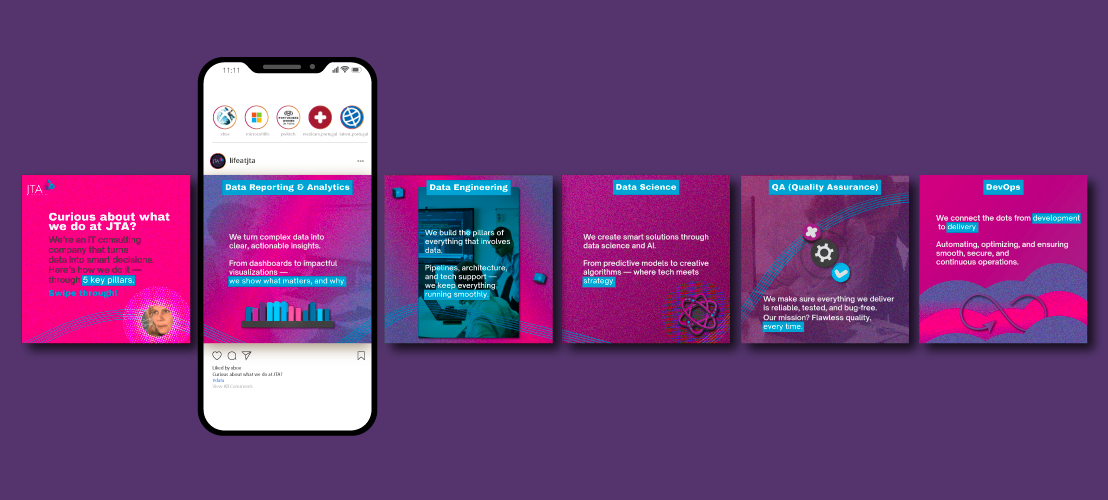 JTA
Curious about what
we do at JTA?
We're an IT consulting
company that turns
data into smart decisions.
Here's how we do it —
through 5 key pillars.
Swipe through!
11:11
xbox
microsoftlife
JTA
lifeatjta
Data Reporting & Analytics
We turn complex data into
clear, actionable insights.
From dashboards to impactful
visualizations —
we show what matters, and why.
Liked by xbox
Curious about what we do at JTA?
#data
View 60 Comments
Data Engineering
We build the pillars of
everything that involves
data.
Pipelines, architecture,
and tech support —
we keep everything
running smoothly.
Data Science
We create smart solutions through
data science and AI.
From predictive models to creative
algorithms — where tech meets
strategy.
QA (Quality Assurance)
We make sure everything we deliver
is reliable, tested, and bug-free.
Our mission? Flawless quality,
every time.
DevOps
We connect the dots from development
to delivery.
Automating, optimizing, and ensuring
smooth, secure, and
continuous operations.